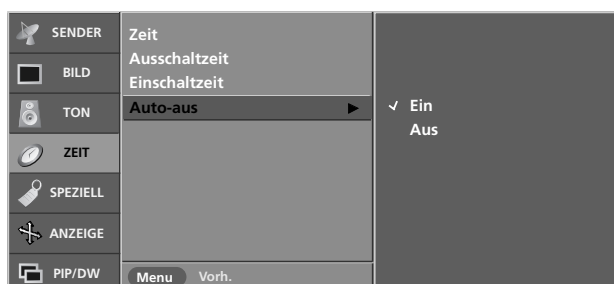 SENDER
BILD
TON
ZEIT
SPEZIELL
ANZEIGE
PIP/DW
Zeit
Ausschaltzeit
Einschaltzeit
Auto-aus
Menu Vorh.
Ein
Aus